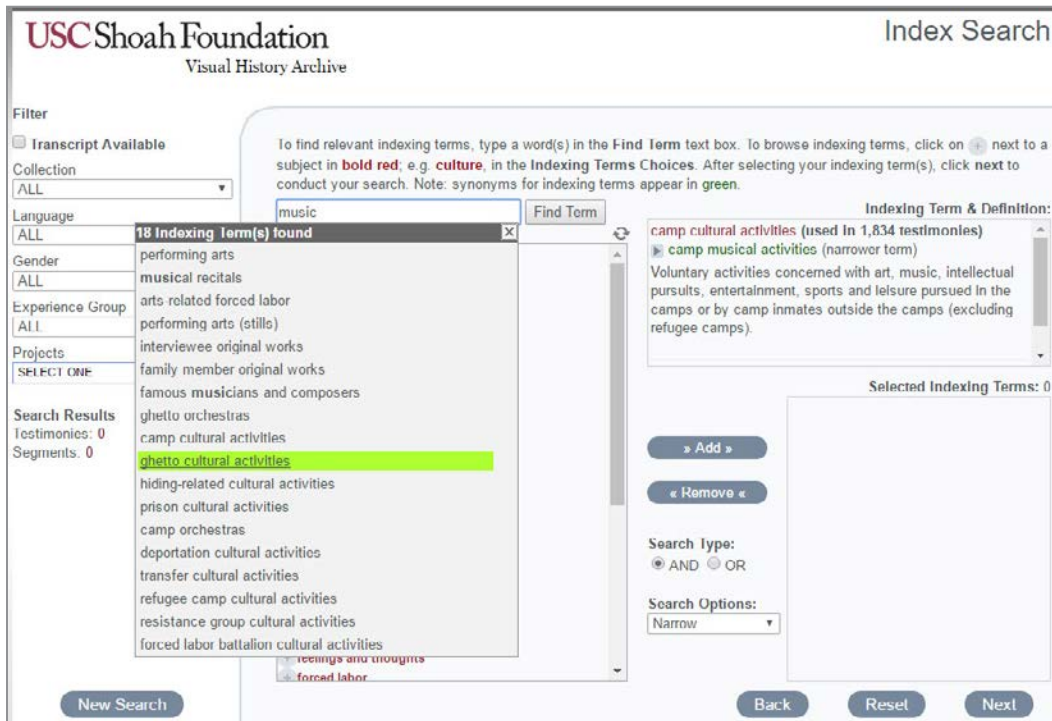 USC Shoah Foundation
Visual History Archive
Index Search
Filter
Transcript Available
Collection
ALL
Language
ALL
Gender
ALL
Experience Group
ALL
Projects
SELECT ONE
Search Results
Testimonies: 0
Segments: 0
New Search
To find relevant indexing terms, type a word(s) in the Find Term text box. To browse indexing terms, click on + next to a
subject in bold red; e.g. culture, in the Indexing Terms Choices. After selecting your indexing term(s), click next to
conduct your search. Note: synonyms for indexing terms appear in green.
music
Find Term
18 Indexing Term(s) found
X
performing arts
musical recitals
arts-related forced labor
performing arts (stills)
interviewee original works
family member original works
famous musicians and composers
ghetto orchestras
camp cultural activities
ghetto cultural activities
hiding-related cultural activities
prison cultural activities
camp orchestras
deportation cultural activities
transfer cultural activities
refugee camp cultural activities
resistance group cultural activities
forced labor battalion cultural activities
feelings and thoughts
forced labor
Indexing Term & Definition:
camp cultural activities (used in 1,834 testimonies)
camp musical activities (narrower term)
Voluntary activities concerned with art, music, intellectual
pursuits, entertainment, sports and leisure pursued in the
camps or by camp inmates outside the camps (excluding
refugee camps).
Selected Indexing Terms: 0
» Add »
« Remove «
Search Type:
AND OR
Search Options:
Narrow
Back
Reset
Next